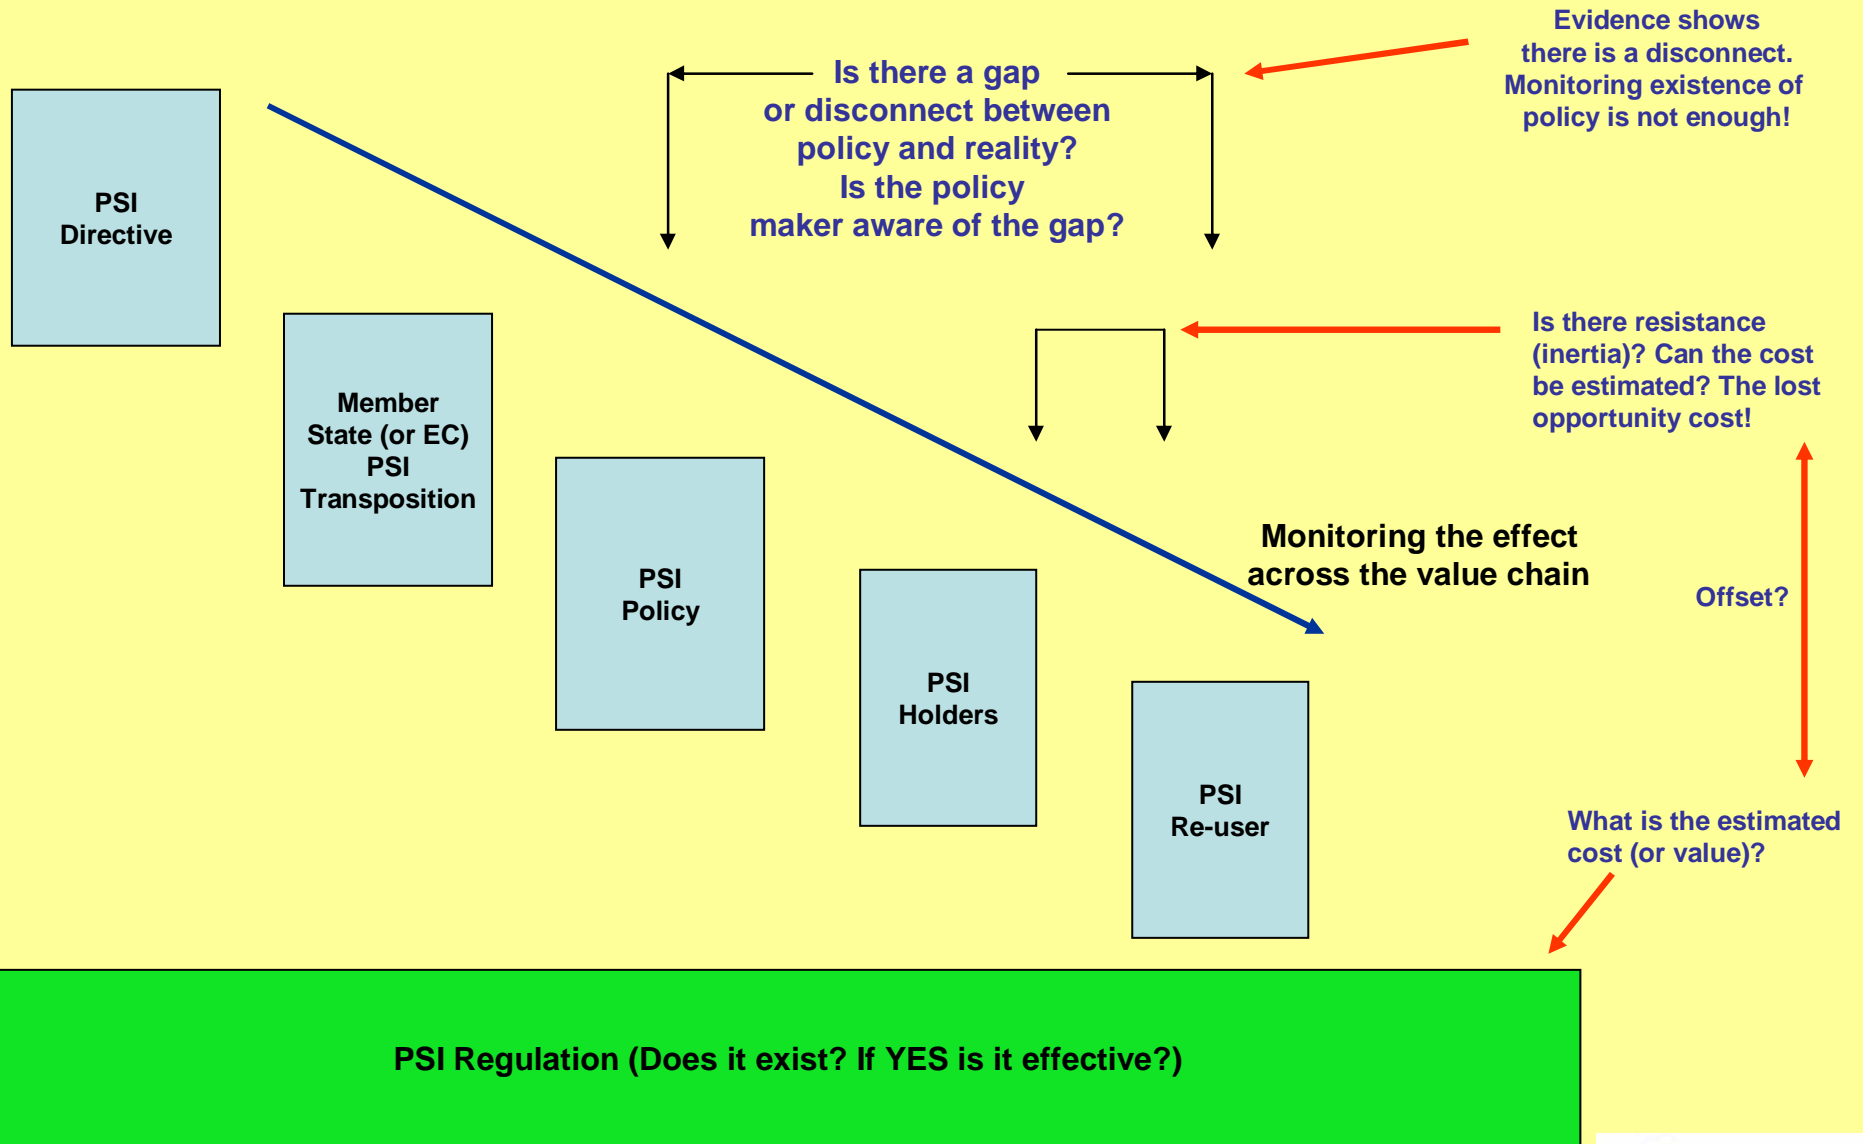 Evidence shows
there is a disconnect.
Monitoring existence of
policy is not enough!
Is there a gap
or disconnect between
policy and reality?
Is the policy
maker aware of the gap?
PSI
Directive
Is there resistance
(inertia)? Can the cost
be estimated? The lost
opportunity cost!
Member
State (or EC)
PSI
Transposition
Monitoring the effect
across the value chain
PSI
Policy
Offset?
PSI
Holders
PSI
Re-user
What is the estimated
cost (or value)?
PSI Regulation (Does it exist? If YES is it effective?)